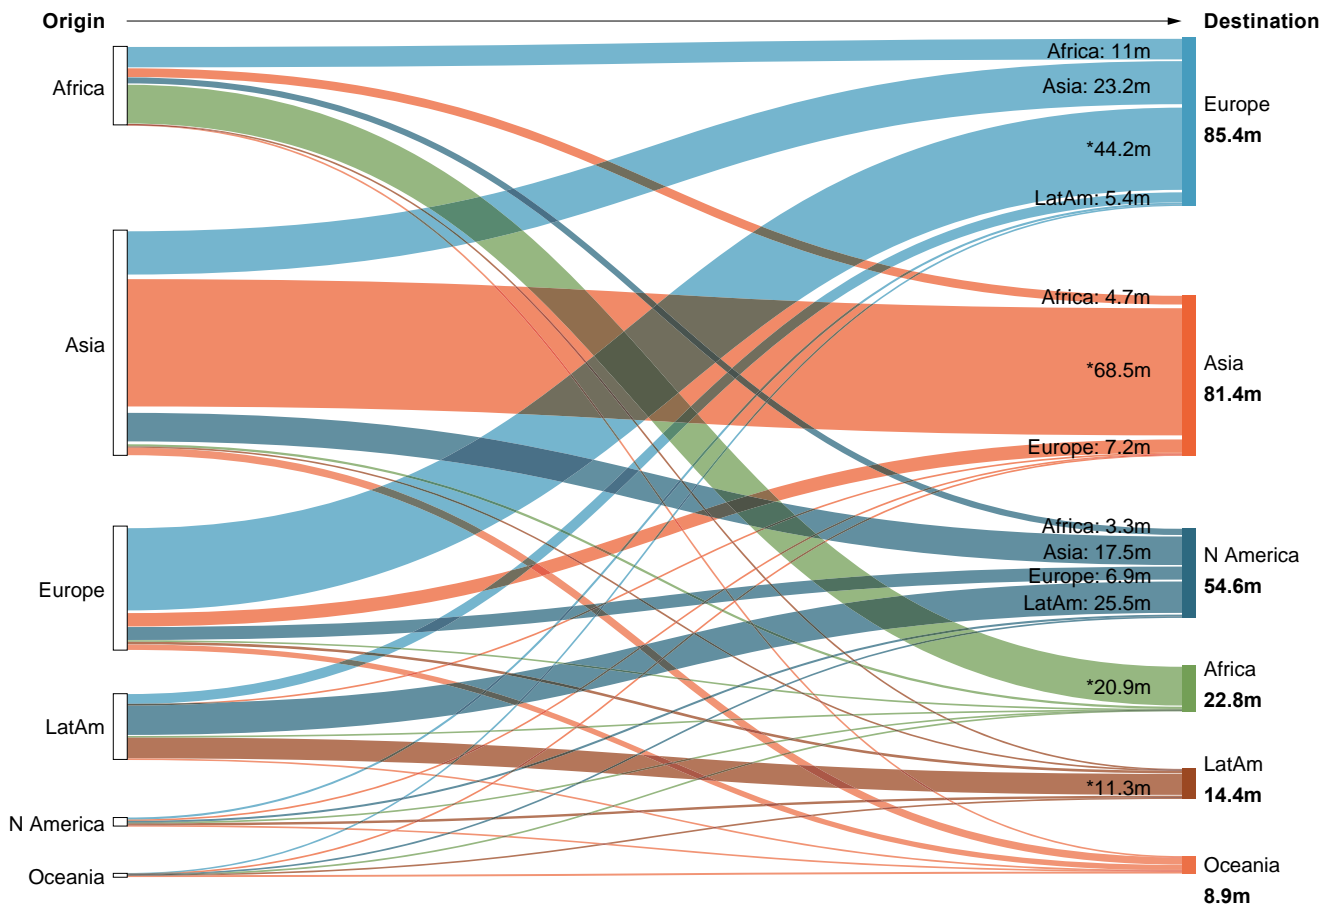 Origin
Destination
Africa
Asia
Europe
LatAm
N America
Oceania
Africa: 11m
Asia: 23.2m
*44.2m
LatAm: 5.4m
Europe
85.4m
Africa: 4.7m
*68.5m
Europe: 7.2m
Asia
81.4m
Africa: 3.3m
Asia: 17.5m
Europe: 6.9m
LatAm: 25.5m
N America
54.6m
*20.9m
Africa
22.8m
*11.3m
LatAm
14.4m
Oceania
8.9m